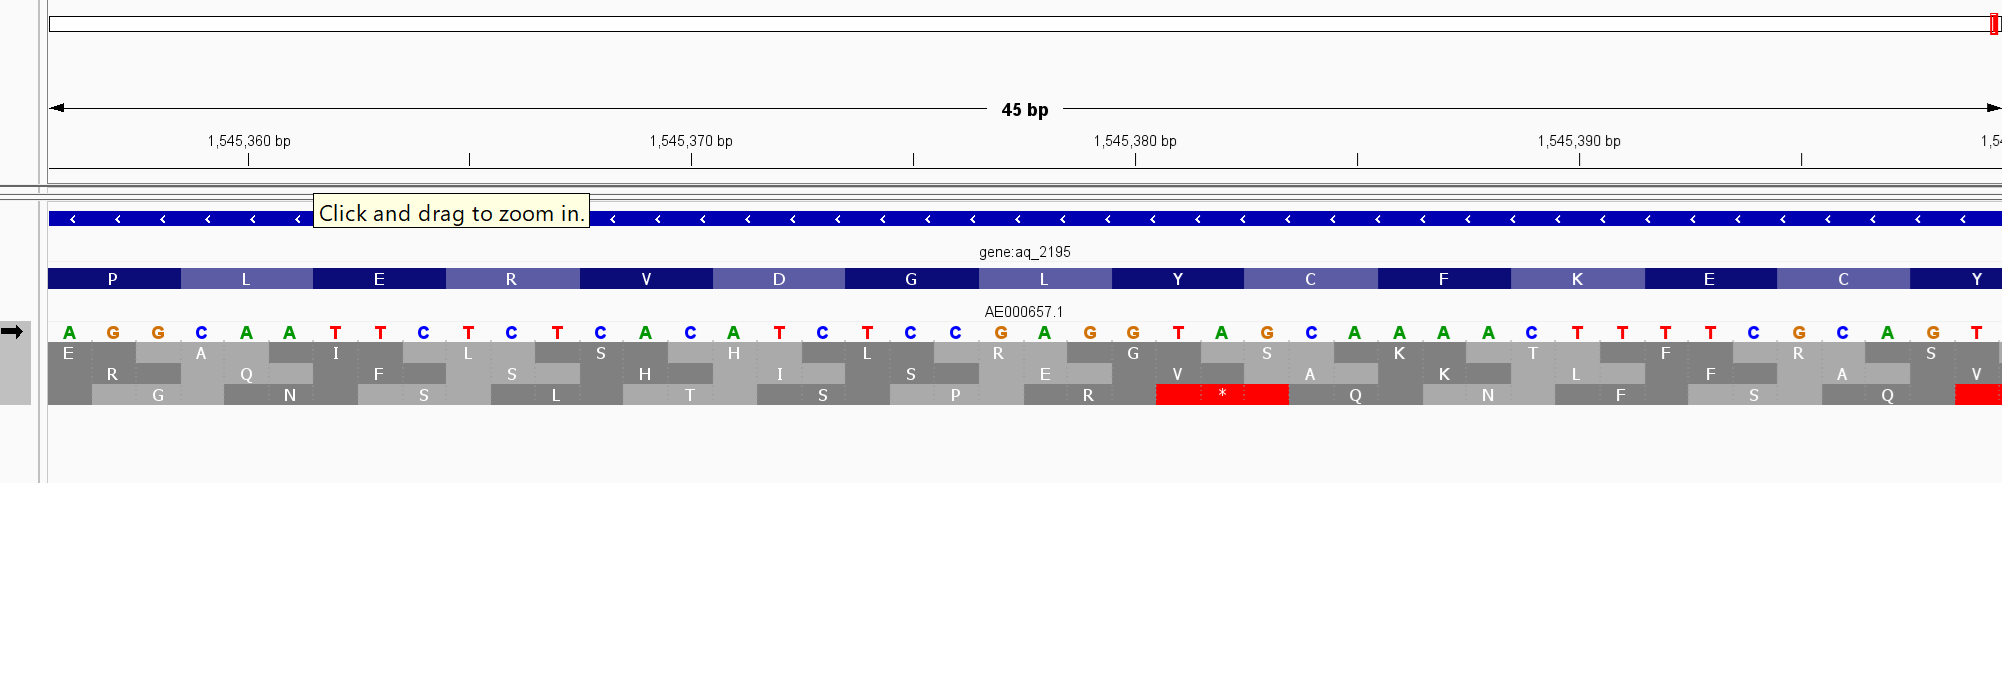 45 bp
1,545,360 bp 1,545,370 bp 1,545,380 bp 1,545,390 bp 1,54
Click and drag to zoom in.
gene:aq_2195
P L E R V D G L Y C F K E C Y
AE000657.1
A G G C A A T T C T C T C A C A T C T C C G A G G T A G C A A A A C T T T T C G C A G T
E A I L S H L R G S K T F R S
R Q F S H I S E V A K L F A V
G N S L T S P R * Q N F S Q